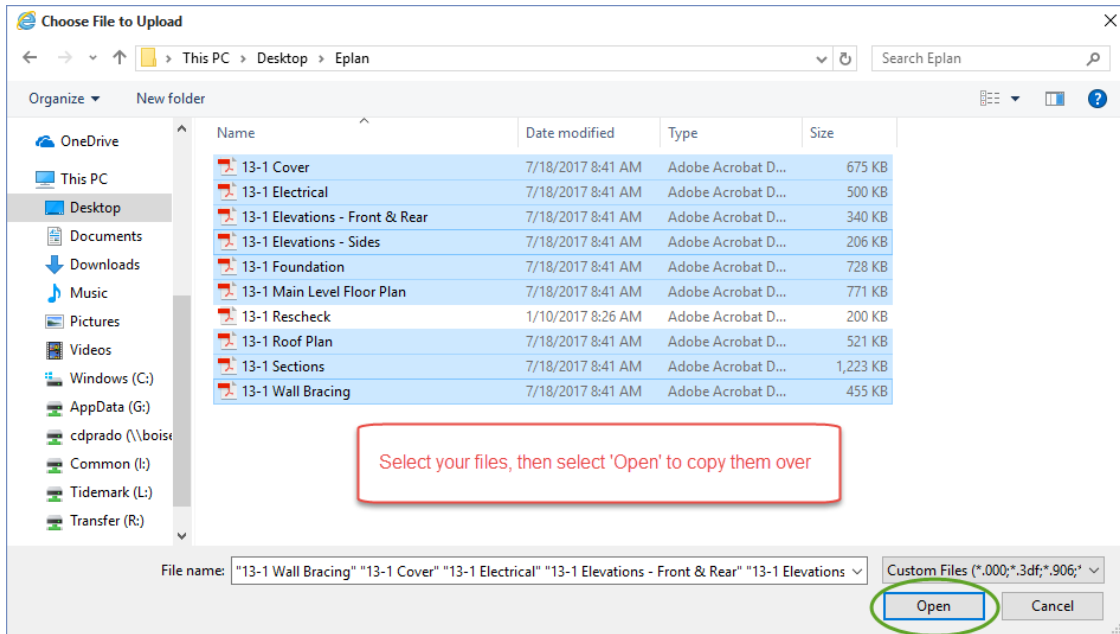 Choose File to Upload
This PC > Desktop > Eplan
Search Eplan
Organize
New folder
OneDrive
This PC
Desktop
Documents
Downloads
Music
Pictures
Videos
Windows (C:)
AppData (G:)
cdprado (\\boise
Common (I:)
Tidemark (L:)
Transfer (R:)
Name Date modified Type Size
13-1 Cover 7/18/2017 8:41 AM Adobe Acrobat D... 675 KB
13-1 Electrical 7/18/2017 8:41 AM Adobe Acrobat D... 500 KB
13-1 Elevations - Front & Rear 7/18/2017 8:41 AM Adobe Acrobat D... 340 KB
13-1 Elevations - Sides 7/18/2017 8:41 AM Adobe Acrobat D... 206 KB
13-1 Foundation 7/18/2017 8:41 AM Adobe Acrobat D... 728 KB
13-1 Main Level Floor Plan 7/18/2017 8:41 AM Adobe Acrobat D... 771 KB
13-1 Rescheck 1/10/2017 8:26 AM Adobe Acrobat D... 200 KB
13-1 Roof Plan 7/18/2017 8:41 AM Adobe Acrobat D... 521 KB
13-1 Sections 7/18/2017 8:41 AM Adobe Acrobat D... 1,223 KB
13-1 Wall Bracing 7/18/2017 8:41 AM Adobe Acrobat D... 455 KB
Select your files, then select 'Open' to copy them over
File name: "13-1 Wall Bracing" "13-1 Cover" "13-1 Electrical" "13-1 Elevations - Front & Rear" "13-1 Elevations
Custom Files (*.000;*.3df;*.906;*
Open
Cancel